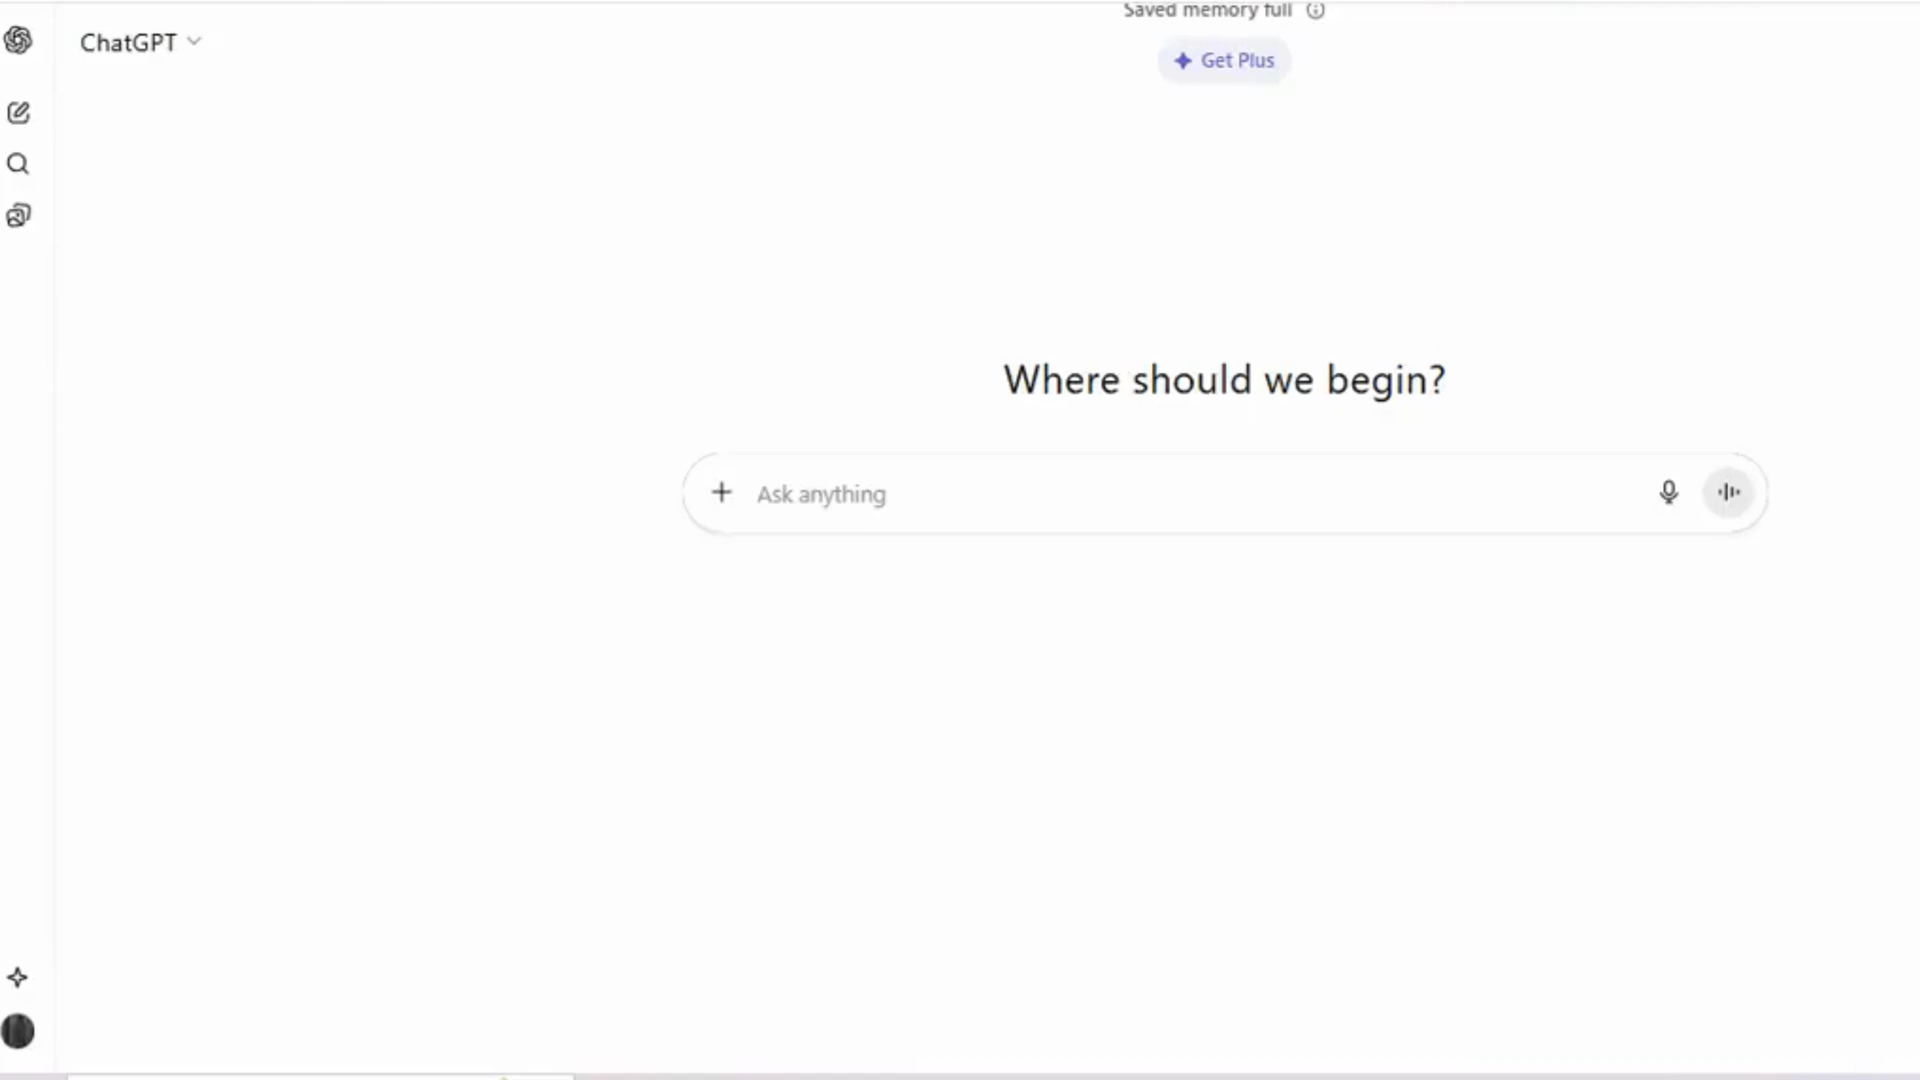 Saved memory full
ChatGPT
Get Plus
Where should we begin?
Ask anything